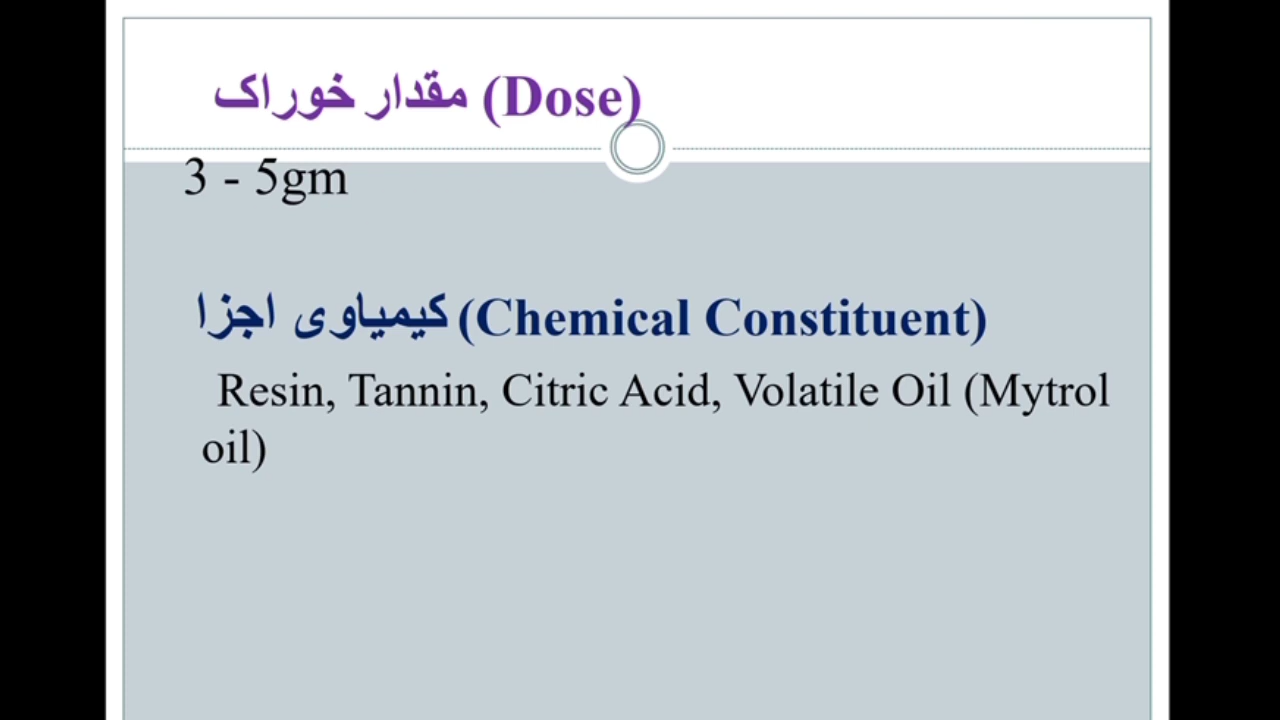 مقدار خوراک (Dose)
3 - 5gm
کیمیاوی اجزا (Chemical Constituent)
Resin, Tannin, Citric Acid, Volatile Oil (Mytrol
oil)